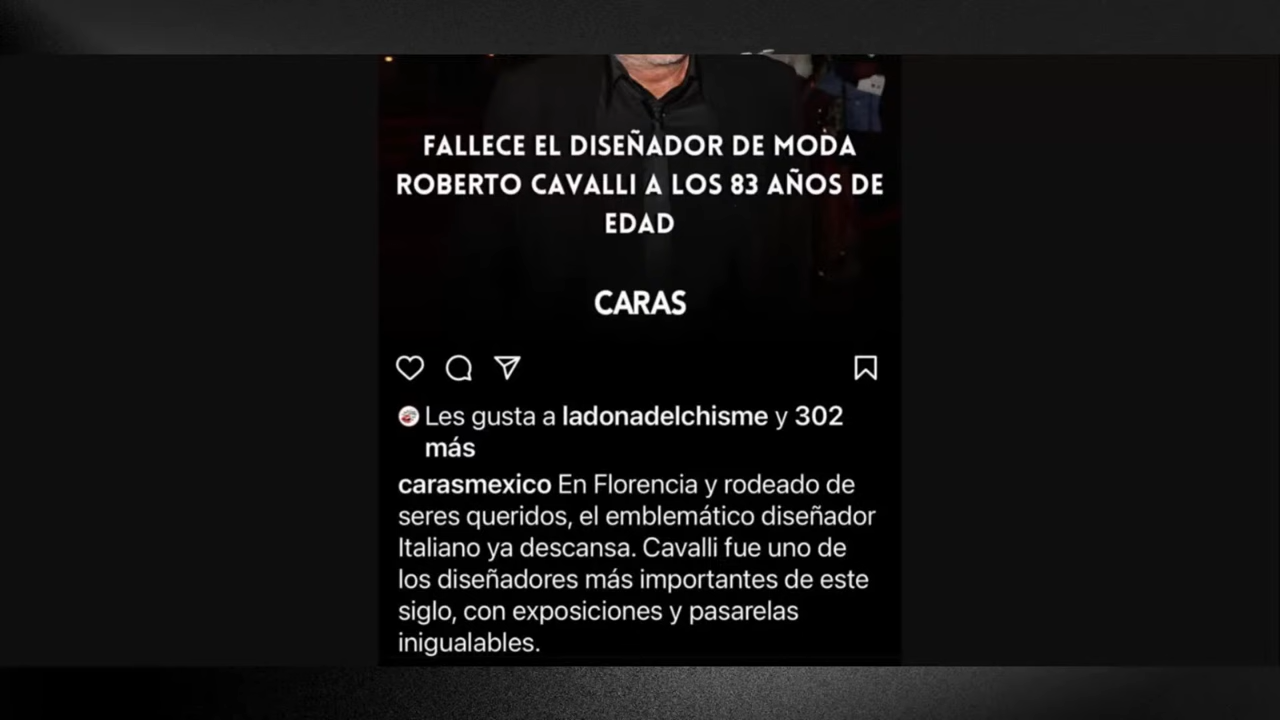 FALLECE EL DISEÑADOR DE MODA
ROBERTO CAVALLI A LOS 83 AÑOS DE
EDAD
CARAS
Les gusta a ladonadelchisme y 302
más
carasmexico En Florencia y rodeado de
seres queridos, el emblemático diseñador
Italiano ya descansa. Cavalli fue uno de
los diseñadores más importantes de este
siglo, con exposiciones y pasarelas
inigualables.